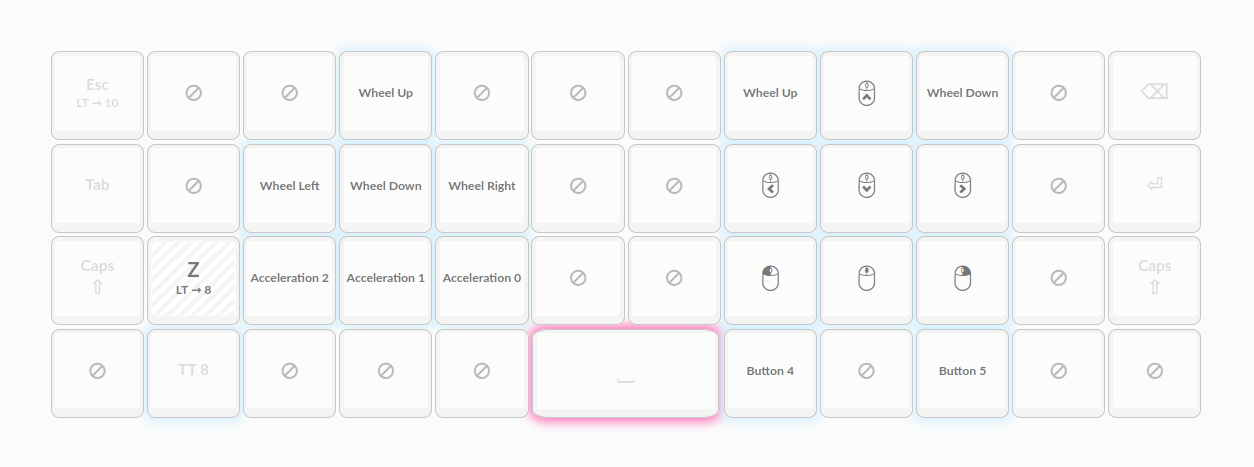 Esc
LT → 10
Wheel Up
Wheel Up
Wheel Down
Tab
Wheel Left
Wheel Down
Wheel Right
Caps
Z
LT → 8
Acceleration 2
Acceleration 1
Acceleration 0
Caps
TT 8
Button 4
Button 5